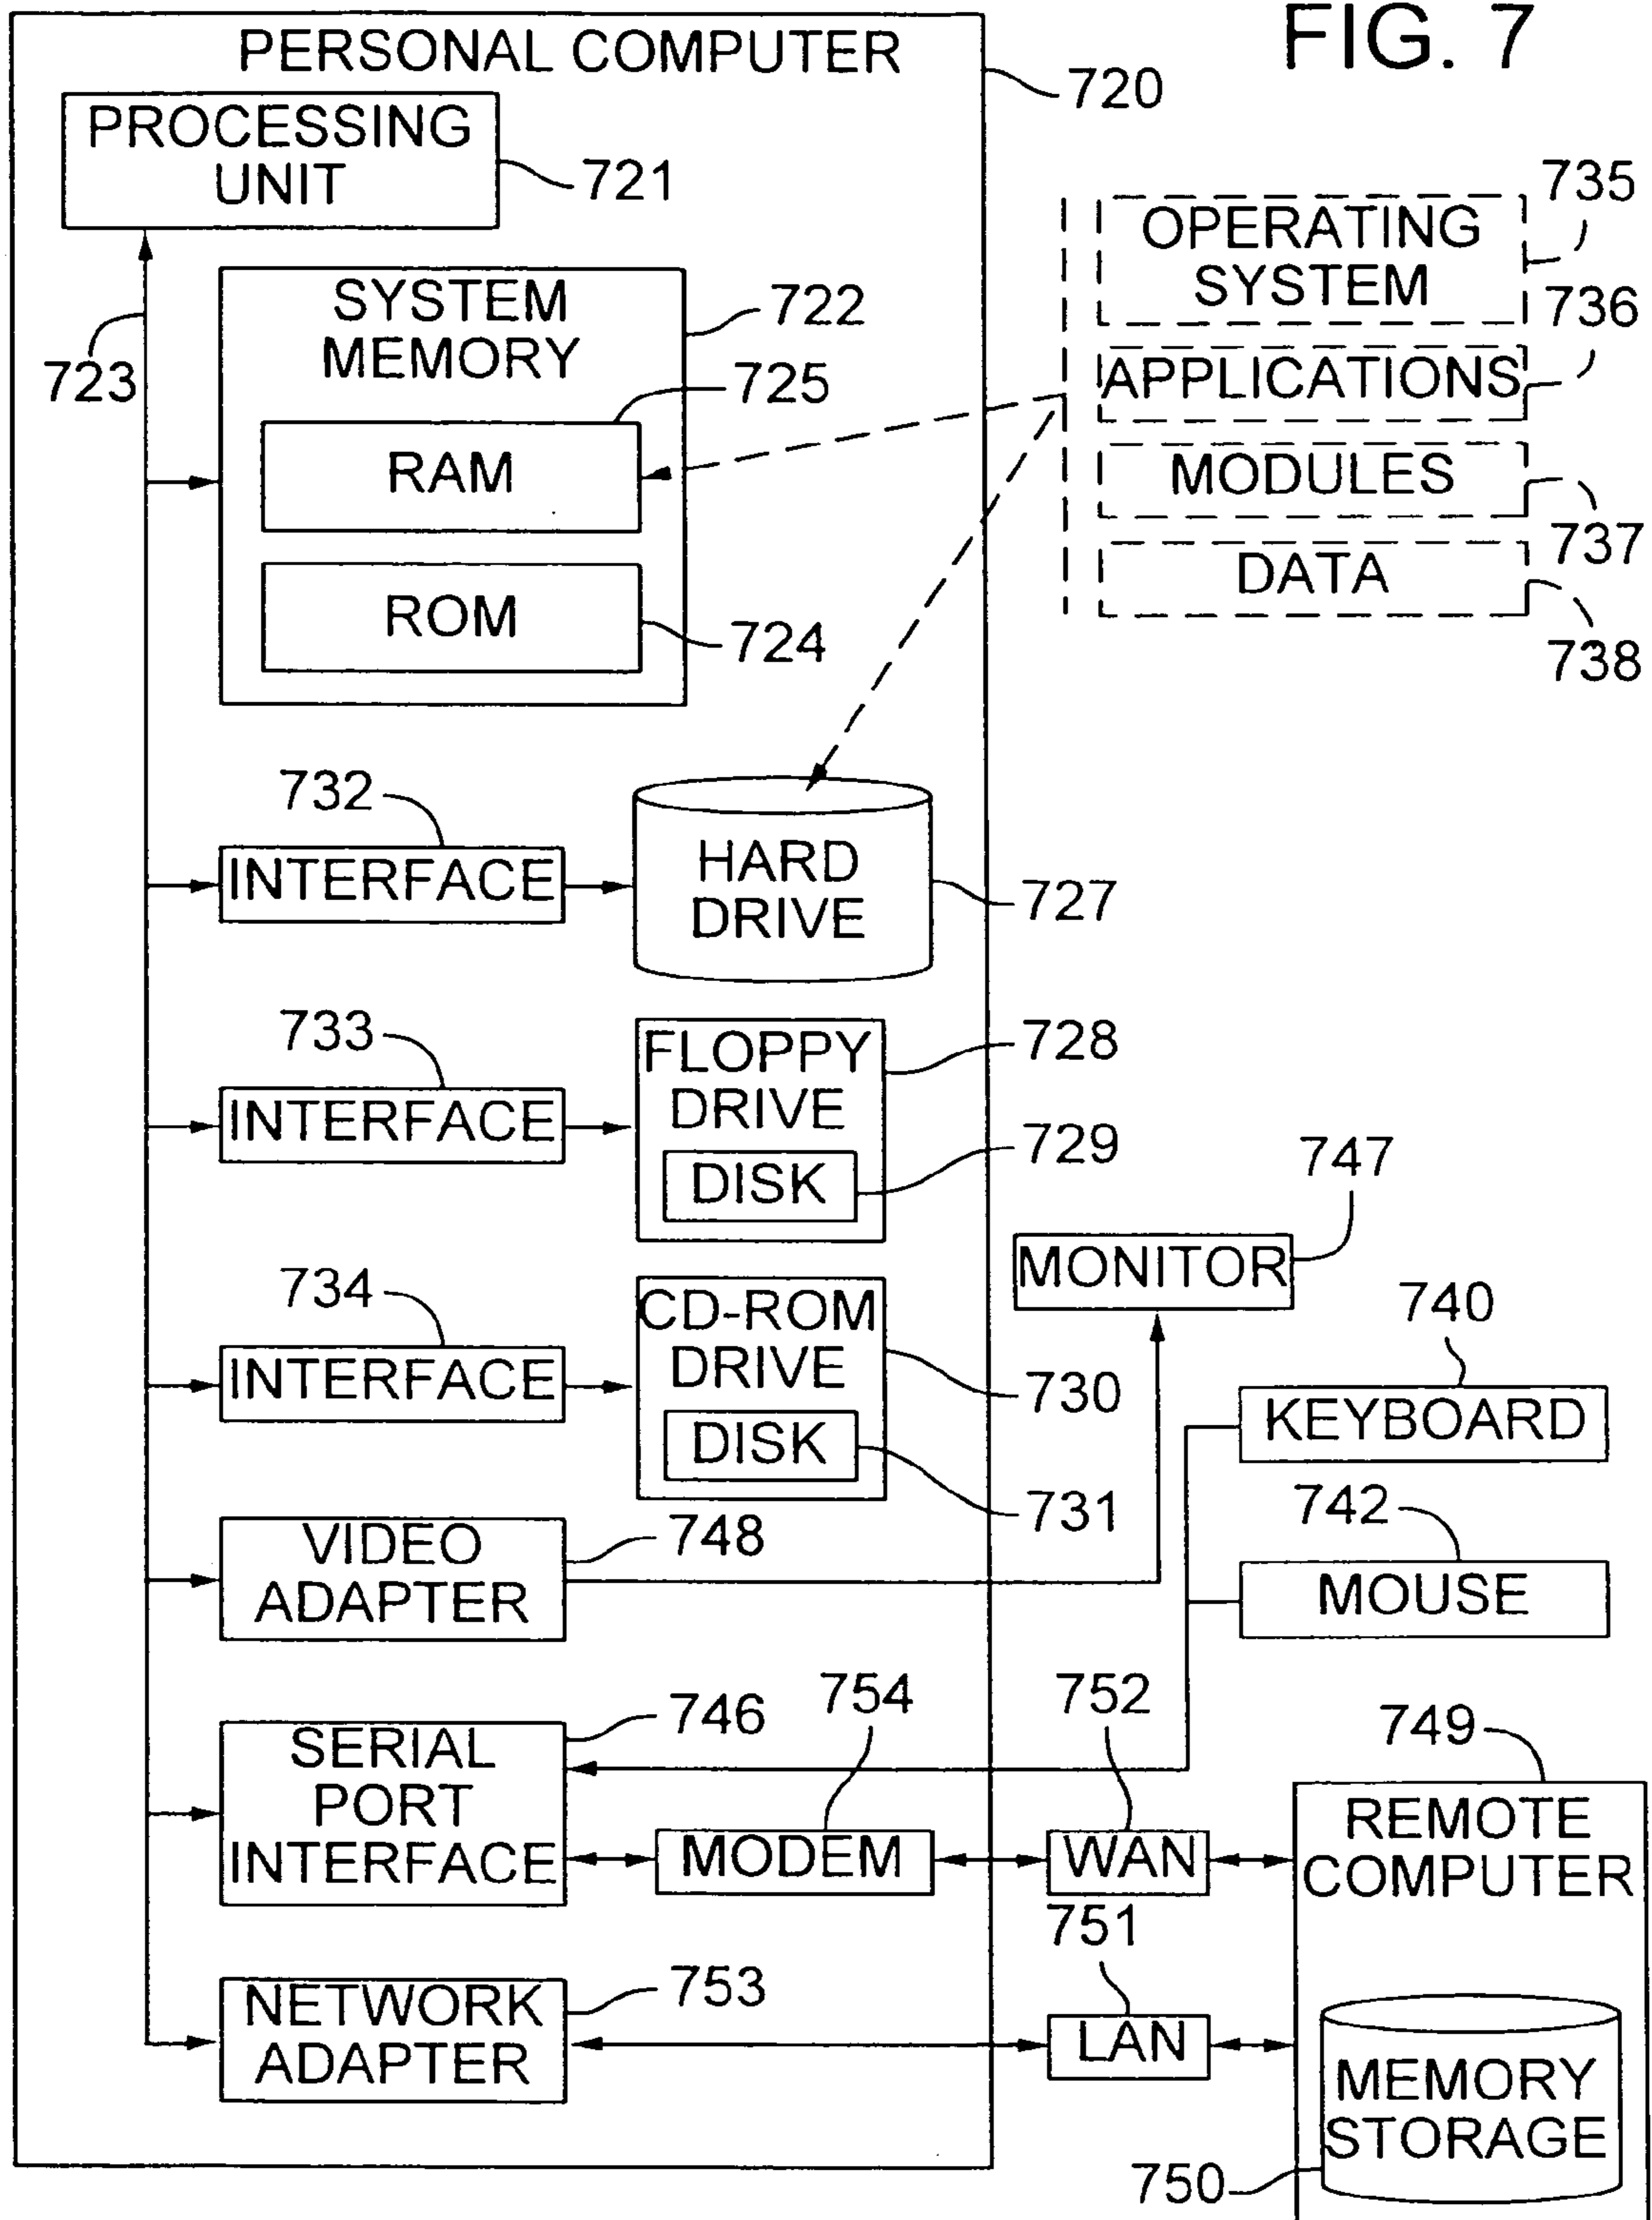 FIG. 7
PERSONAL COMPUTER
720
PROCESSING
UNIT
721
735
OPERATING
SYSTEM
736
SYSTEM
MEMORY
722
723
725
APPLICATIONS
RAM
MODULES
737
DATA
ROM
724
738
732
INTERFACE
HARD
DRIVE
727
733
INTERFACE
FLOPPY
DRIVE
728
DISK
729
747
MONITOR
734
INTERFACE
CD-ROM
DRIVE
730
DISK
731
740
KEYBOARD
742
MOUSE
VIDEO
ADAPTER
748
746
SERIAL
PORT
INTERFACE
754
MODEM
752
WAN
749
REMOTE
COMPUTER
751
LAN
753
NETWORK
ADAPTER
MEMORY
STORAGE
750